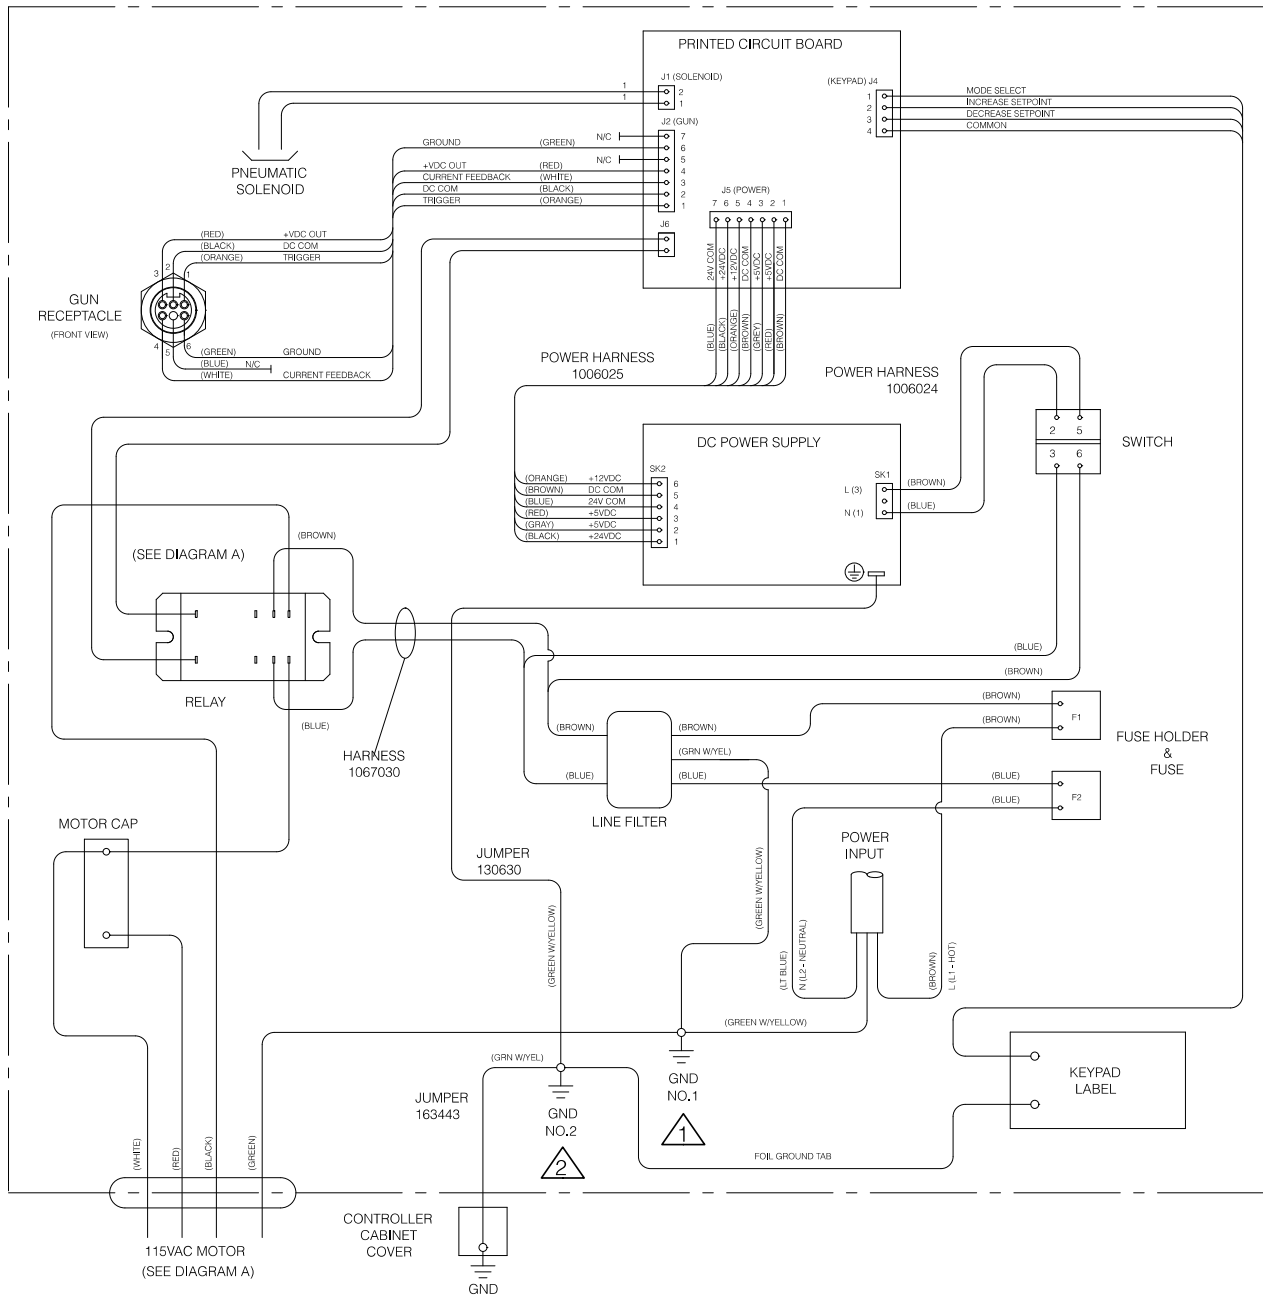 PRINTED CIRCUIT BOARD
J1 (SOLENOID)
1
2
1
1
(KEYPAD) J4
1
MODE SELECT
2
INCREASE SETPOINT
3
DECREASE SETPOINT
4
COMMON
J2 (GUN)
N/C
7
GROUND
(GREEN)
6
N/C
5
+VDC OUT
(RED)
4
CURRENT FEEDBACK
(WHITE)
3
DC COM
(BLACK)
2
TRIGGER
(ORANGE)
1
PNEUMATIC
SOLENOID
J6
J5 (POWER)
7 6 5 4 3 2 1
24V COM
+24VDC
+12VDC
DC COM
+5VDC
+5VDC
DC COM
(BLUE)
(BLACK)
(ORANGE)
(BROWN)
(GREY)
(RED)
(BROWN)
(RED)
+VDC OUT
(BLACK)
DC COM
(ORANGE)
TRIGGER
3
2
1
GUN
RECEPTACLE
(FRONT VIEW)
4
5
6
(GREEN)
GROUND
(BLUE)
N/C
(WHITE)
CURRENT FEEDBACK
POWER HARNESS
1006025
POWER HARNESS
1006024
2 5
3 6
SWITCH
DC POWER SUPPLY
SK2
(ORANGE)
+12VDC
6
(BROWN)
DC COM
5
(BLUE)
24V COM
4
(RED)
+5VDC
3
(GRAY)
+5VDC
2
(BLACK)
+24VDC
1
SK1
L (3)
(BROWN)
N (1)
(BLUE)
(BROWN)
(SEE DIAGRAM A)
RELAY
(BLUE)
HARNESS
1067030
(BLUE)
(BROWN)
(BROWN)
(BROWN)
(BROWN)
(BROWN)
F1
(GRN W/YEL)
(BLUE)
(BLUE)
(BLUE)
(BLUE)
F2
FUSE HOLDER
&
FUSE
LINE FILTER
MOTOR CAP
JUMPER
130630
POWER
INPUT
(GREEN W/YELLOW)
(GREEN W/YELLOW)
(LT BLUE)
N (L2 - NEUTRAL)
(BROWN)
L (L1 - HOT)
(GREEN W/YELLOW)
(GRN W/YEL)
GND
NO.1
1
GND
NO.2
2
JUMPER
163443
KEYPAD
LABEL
FOIL GROUND TAB
(WHITE)
(RED)
(BLACK)
(GREEN)
115VAC MOTOR
(SEE DIAGRAM A)
CONTROLLER
CABINET
COVER
GND